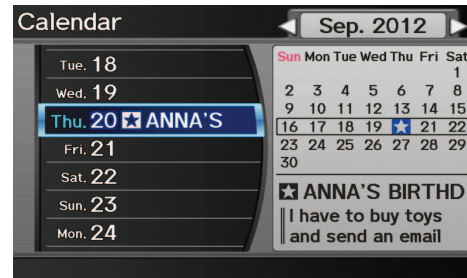 Calendar
Sep. 2012
Tue. 18
Wed. 19
Thu. 20 ANNA'S
Fri. 21
Sat. 22
Sun. 23
Mon. 24
Sun Mon Tue Wed Thu Fri Sat
1
2 3 4 5 6 7 8
9 10 11 12 13 14 15
16 17 18 19 21 22
23 24 25 26 27 28 29
30
ANNA'S BIRTHD
I have to buy toys
and send an email